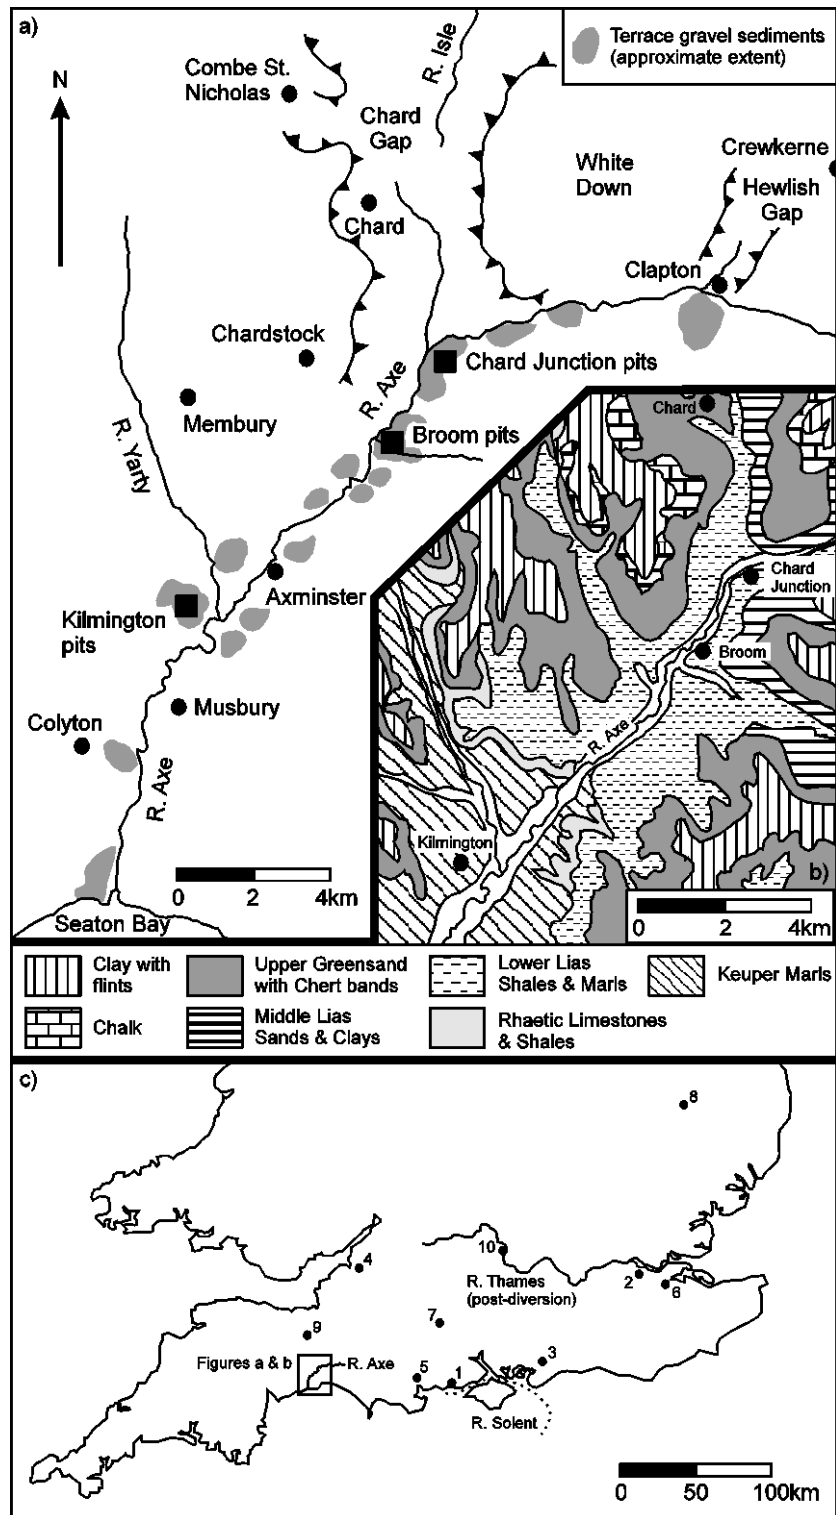 a)
Terrace gravel sediments
(approximate extent)
N
Combe St.
Nicholas
R. Isle
Chard
Gap
White
Down
Crewkerne
Hewlish
Gap
Chard
Clapton
Chardstock
R. Axe
Chard Junction pits
Membury
R. Yarty
Broom pits
Kilmington
pits
Axminster
Musbury
Colyton
R. Axe
0 2 4km
Seaton Bay
Chard
Chard
Junction
Broom
R. Axe
Kilmington
b)
0 2 4km
Clay with
flints
Upper Greensand
with Chert bands
Lower Lias
Shales & Marls
Keuper Marls
Chalk
Middle Lias
Sands & Clays
Rhaetic Limestones
& Shales
c)
8
4
10
R. Thames
(post-diversion)
2
6
7
9
Figures a & b
R. Axe
5
1
3
R. Solent
0 50 100km